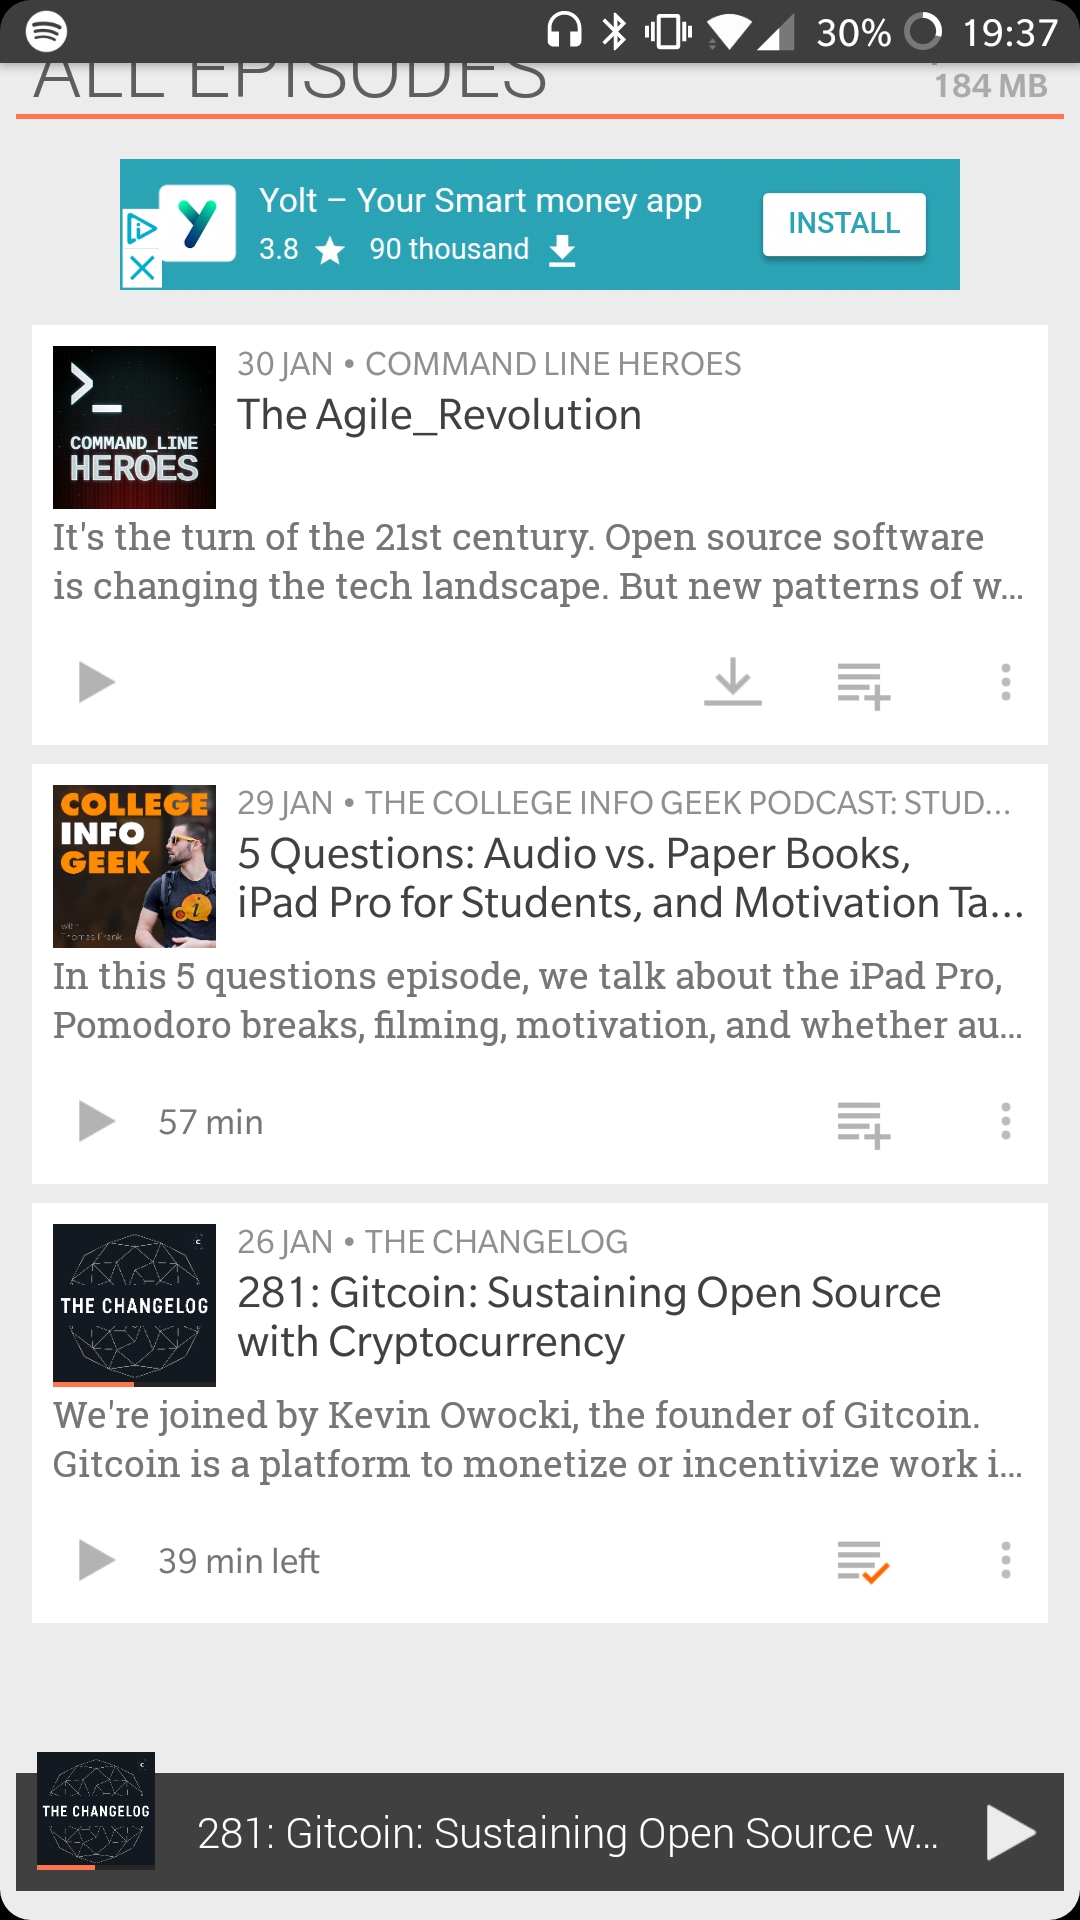 30% 19:37
ALL EPISODES
184 MB
Yolt – Your Smart money app
3.8 90 thousand
INSTALL
30 JAN • COMMAND LINE HEROES
The Agile_Revolution
>_
COMMAND_LINE
HEROES
It's the turn of the 21st century. Open source software
is changing the tech landscape. But new patterns of w...
29 JAN • THE COLLEGE INFO GEEK PODCAST: STUD...
5 Questions: Audio vs. Paper Books,
iPad Pro for Students, and Motivation Ta...
COLLEGE
INFO
GEEK
with
Thomas Frank
In this 5 questions episode, we talk about the iPad Pro,
Pomodoro breaks, filming, motivation, and whether au...
57 min
26 JAN • THE CHANGELOG
281: Gitcoin: Sustaining Open Source
with Cryptocurrency
THE CHANGELOG
We're joined by Kevin Owocki, the founder of Gitcoin.
Gitcoin is a platform to monetize or incentivize work i...
39 min left
THE CHANGELOG
281: Gitcoin: Sustaining Open Source w...